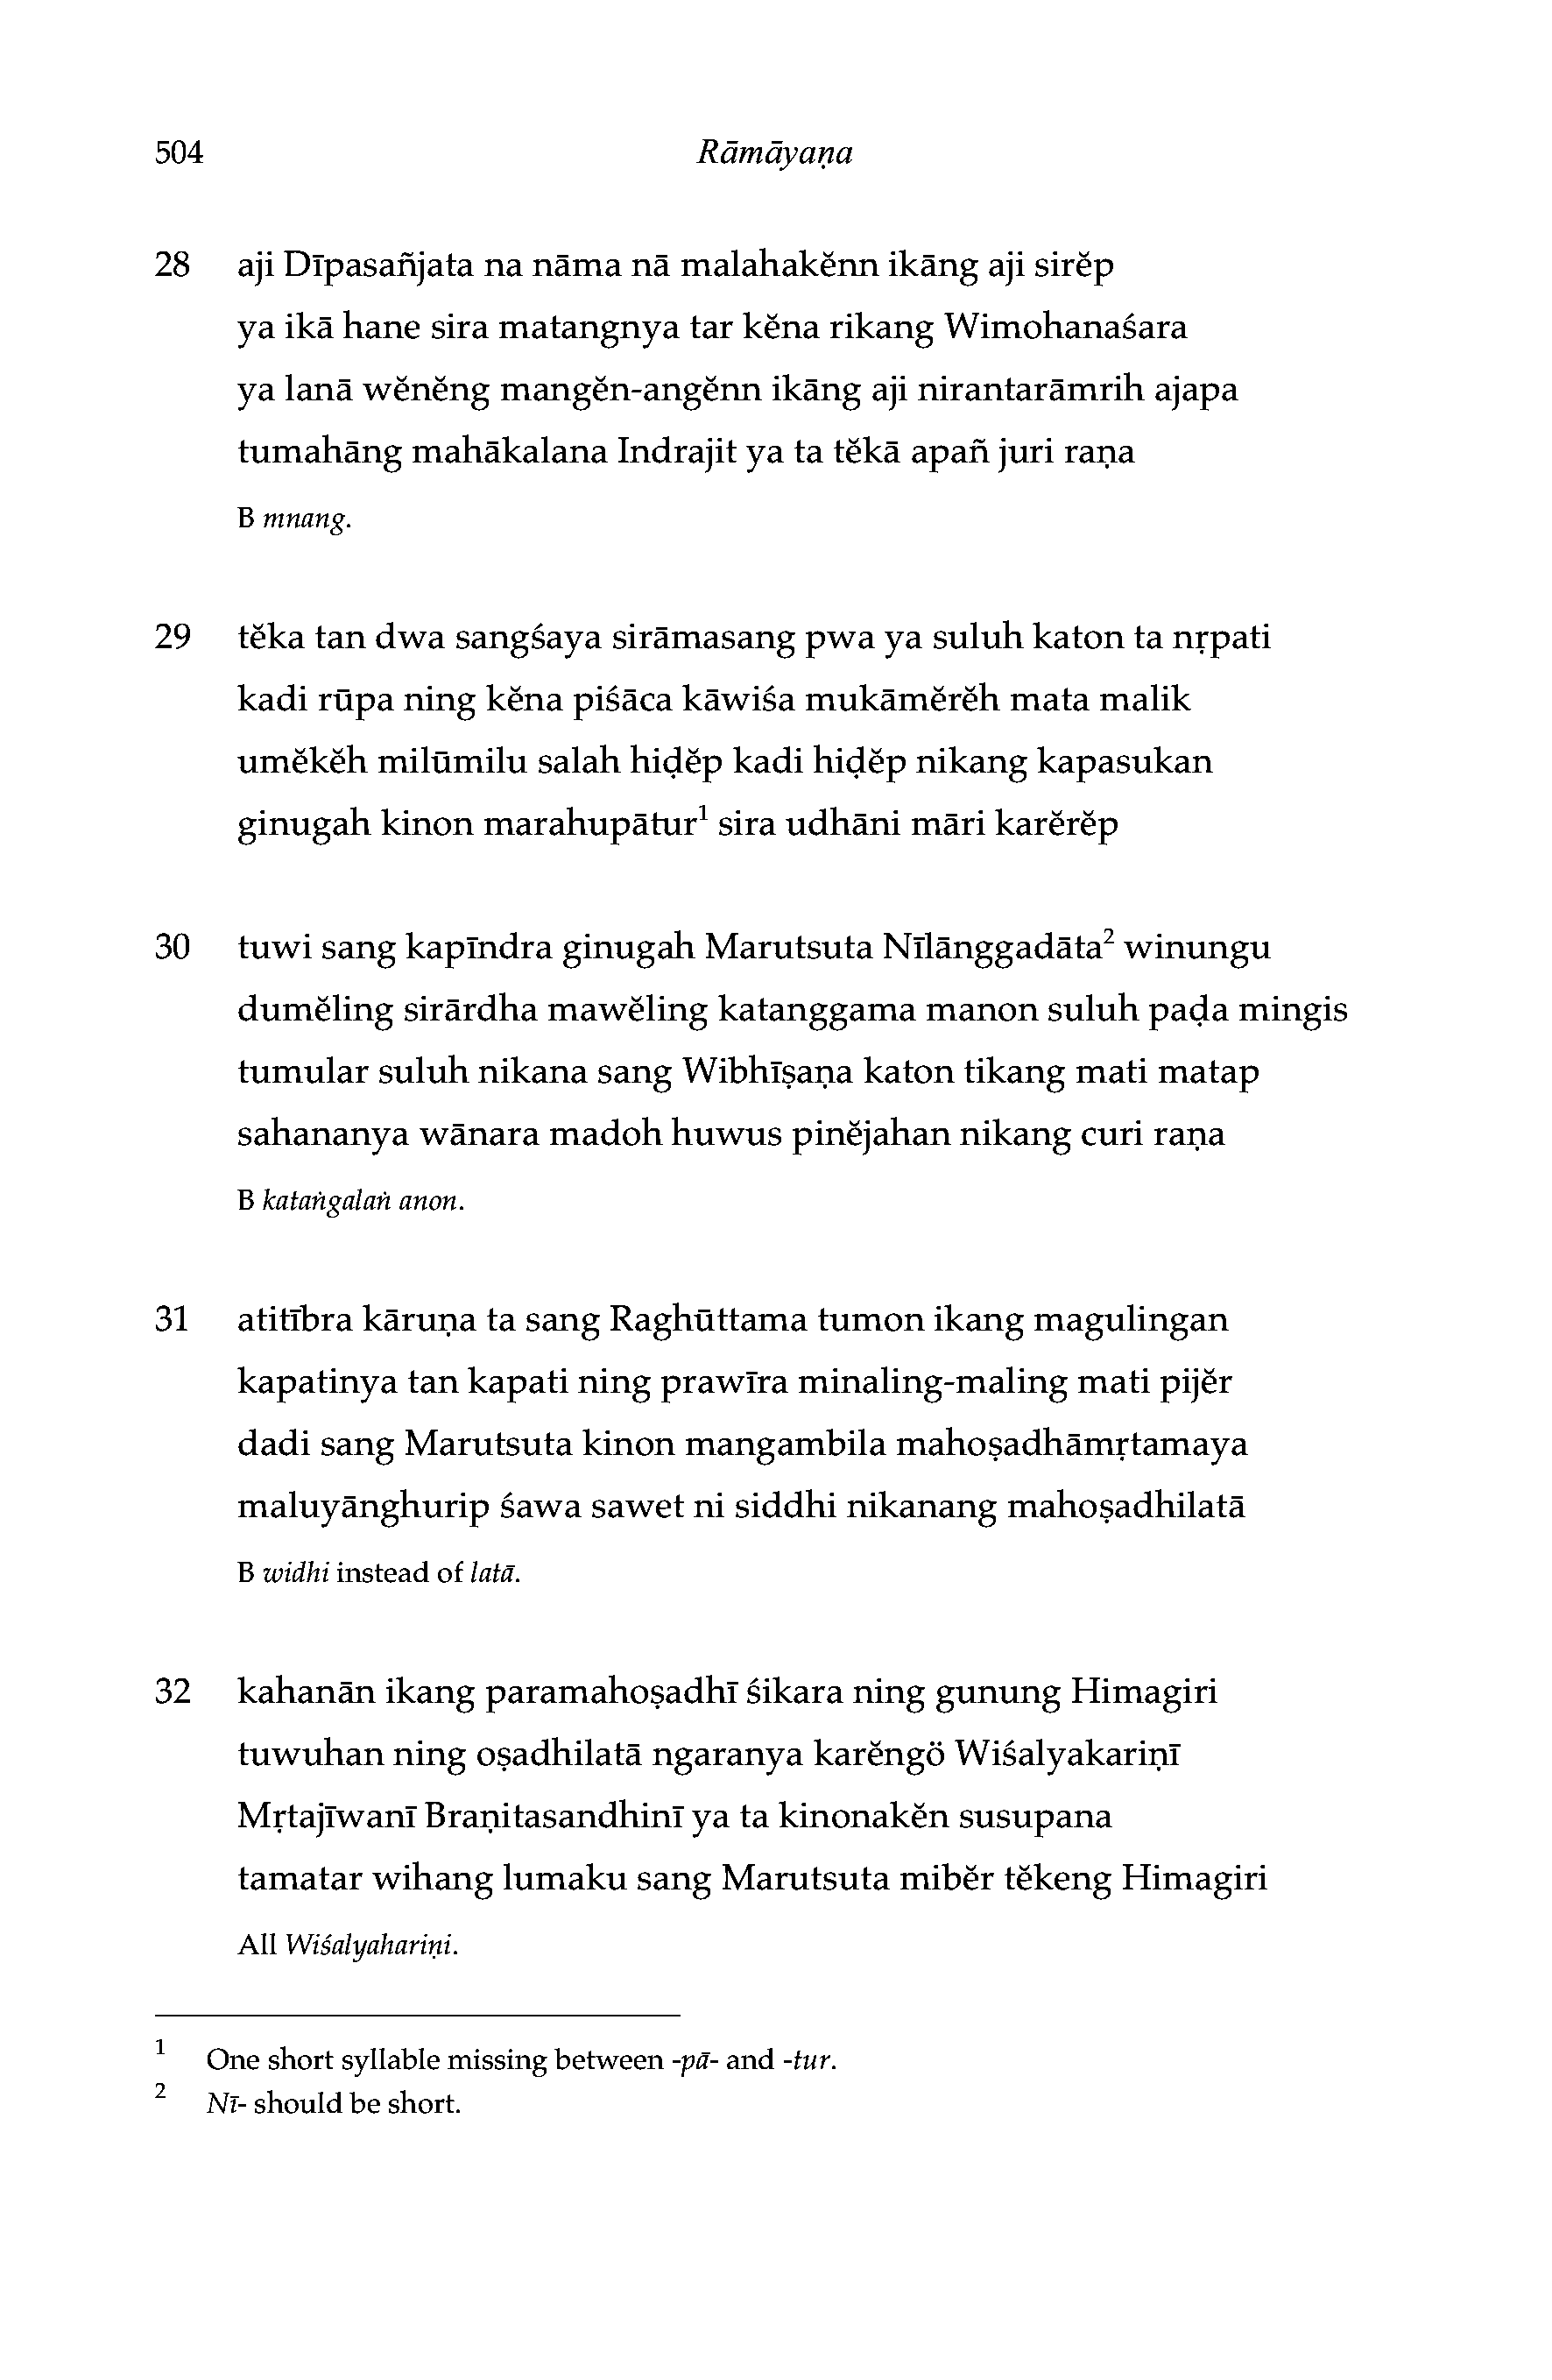 504 Rāmāyaṇa
28 aji Dīpasañjata na nāma nā malahakĕnn ikāng aji sirĕp
ya ikā hane sira matangnya tar kĕna rikang Wimohanaśara
ya lanā wĕnĕng mangĕn-angĕnn ikāng aji nirantarāmrih ajapa
tumahāng mahākalana Indrajit ya ta tĕkā apañ juri raṇa
B mnang.
29 tĕka tan dwa sangśaya sirāmasang pwa ya suluh katon ta nṛpati
kadi rūpa ning kĕna piśāca kāwiśa mukāmĕrĕh mata malik
umĕkĕh milūmilu salah hiḍĕp kadi hiḍĕp nikang kapasukan
ginugah kinon marahupātur¹ sira udhāni māri karĕrĕp
30 tuwi sang kapīndra ginugah Marutsuta Nīlānggadāta² winungu
dumĕling sirārdha mawĕling katanggama manon suluh paḍa mingis
tumular suluh nikana sang Wibhīṣaṇa katon tikang mati matap
sahananya wānara madoh huwus pinĕjahan nikang curi raṇa
B kataṅgalaṅ anon.
31 atitībra kāruṇa ta sang Raghūttama tumon ikang magulingan
kapatinya tan kapati ning prawīra minaling-maling mati pijĕr
dadi sang Marutsuta kinon mangambila mahoṣadhāmṛtamaya
maluyānghurip śawa sawet ni siddhi nikanang mahoṣadhilatā
B widhi instead of latā.
32 kahanān ikang paramahoṣadhī śikara ning gunung Himagiri
tuwuhan ning oṣadhilatā ngaranya karĕngö Wiśalyakariṇī
Mṛtajīwanī Braṇitasandhinī ya ta kinonakĕn susupana
tamatar wihang lumaku sang Marutsuta mibĕr tĕkeng Himagiri
All Wiśalyahariṇi.
1 One short syllable missing between -pā- and -tur.
2 Nī- should be short.